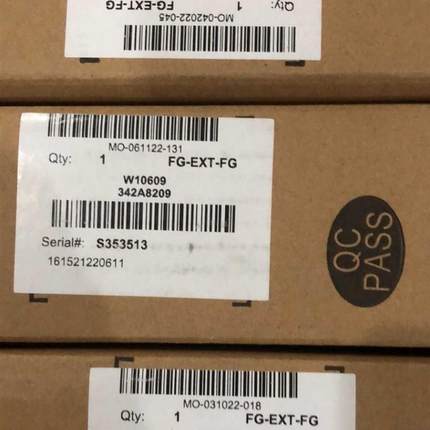 Qty: 1 FG-EXT-FG
MO-042022-045
MO-061122-131
Qty: 1 FG-EXT-FG
W10609
342A8209
Serial#: S353513
161521220611
QC
PASS
MO-031022-018
Qty: 1 FG-EXT-FG